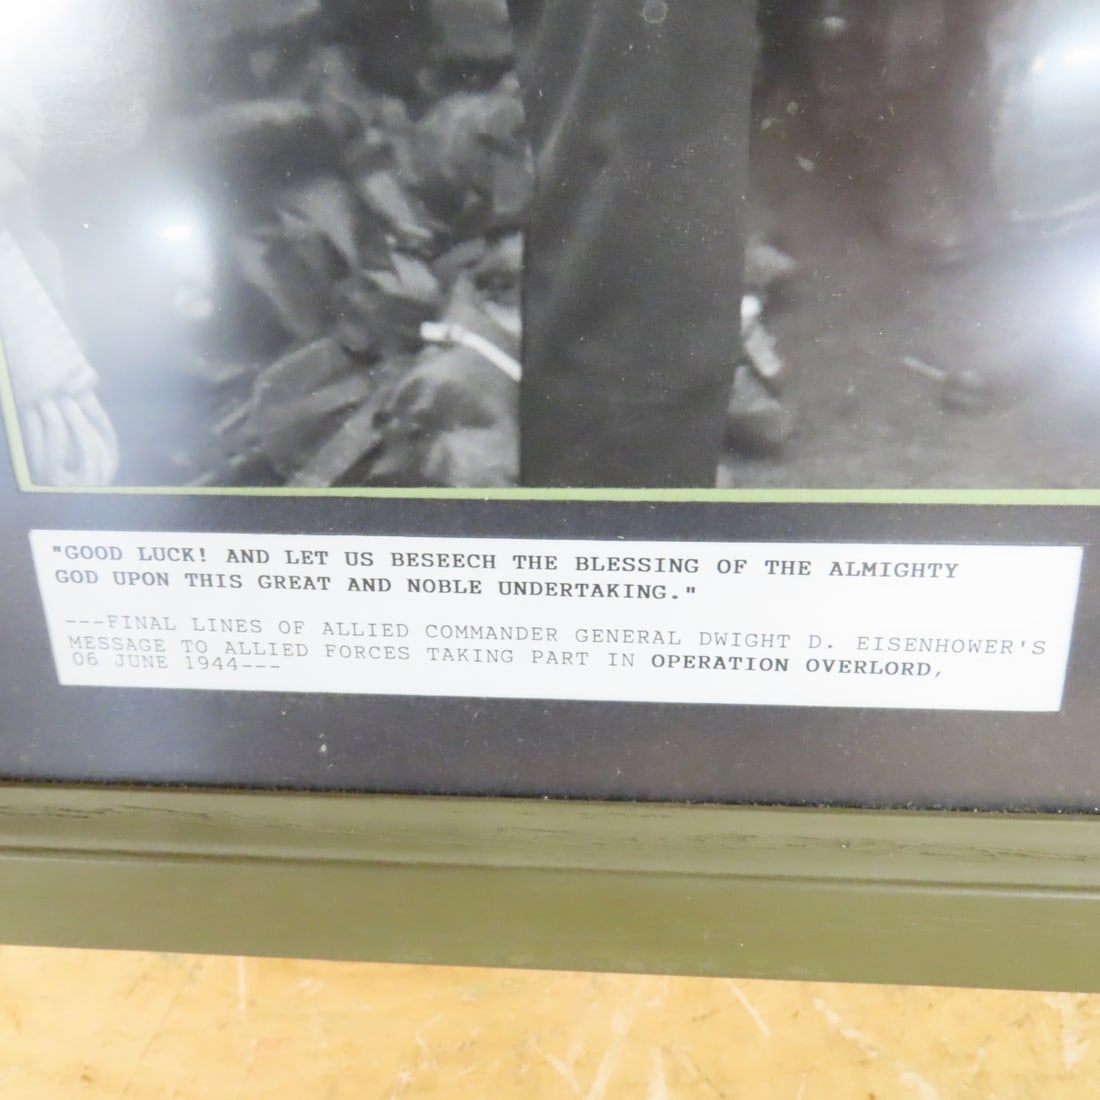 "GOOD LUCK! AND LET US BESEECH THE BLESSING OF THE ALMIGHTY
GOD UPON THIS GREAT AND NOBLE UNDERTAKING."
---FINAL LINES OF ALLIED COMMANDER GENERAL DWIGHT D. EISENHOWER'S
MESSAGE TO ALLIED FORCES TAKING PART IN OPERATION OVERLORD,
06 JUNE 1944---